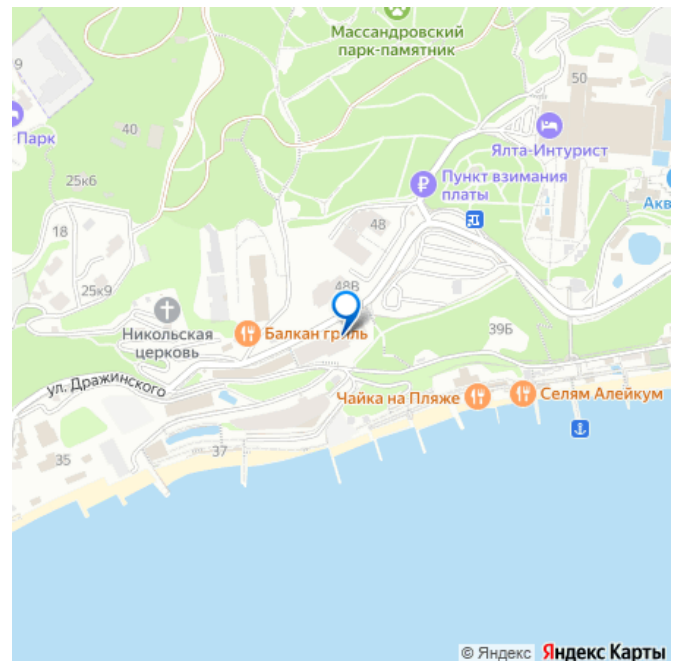 Массандровский
парк-памятник
9
50
40
Парк
Ялта-Интурист
25к6
Пункт взимания
платы
Акв
18
48
25к9
48В
Никольская
церковь
Балкан гриль
39Б
ул. Дражинского
Чайка на Пляже
Селям Алейкум
35
37
© Яндекс Яндекс Карты